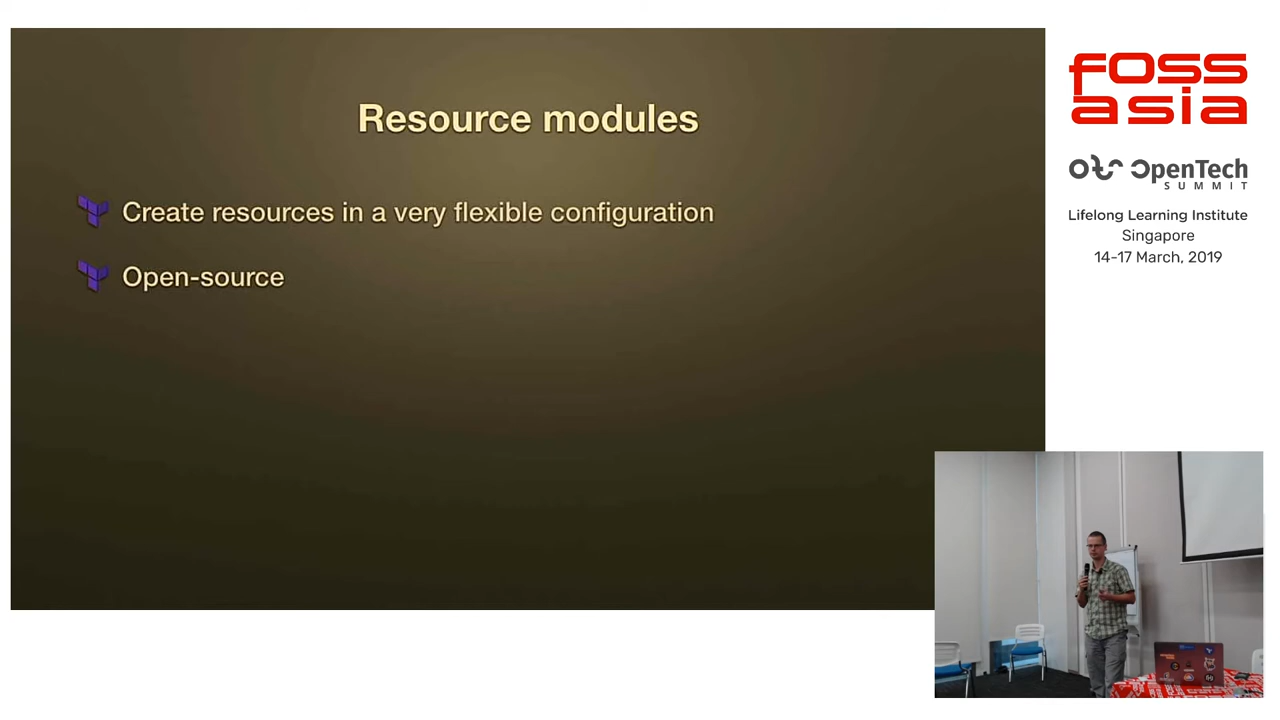 Resource modules
Create resources in a very flexible configuration
Open-source
fOSS
asia
OpenTech
SUMMIT
Lifelong Learning Institute
Singapore
14-17 March, 2019